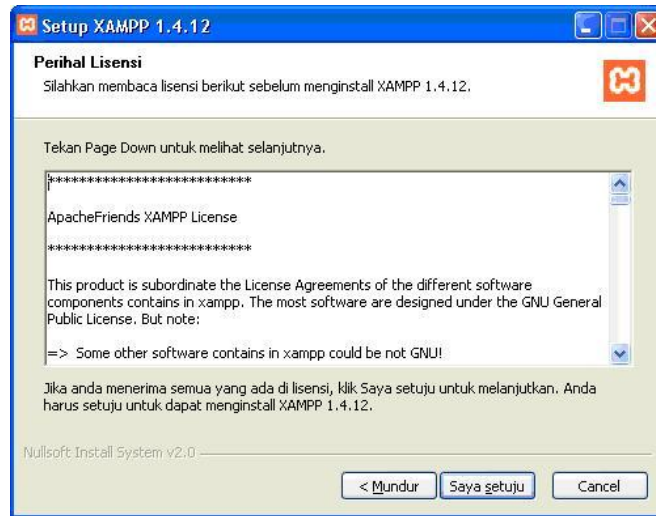 Setup XAMPP 1.4.12
Perihal Lisensi
Silahkan membaca lisensi berikut sebelum menginstall XAMPP 1.4.12.
Tekan Page Down untuk melihat selanjutnya.
***************************
ApacheFriends XAMPP License
***************************
This product is subordinate the License Agreements of the different software
components contains in xampp. The most software are designed under the GNU General
Public License. But note:
=> Some other software contains in xampp could be not GNU!
Jika anda menerima semua yang ada di lisensi, klik Saya setuju untuk melanjutkan. Anda
harus setuju untuk dapat menginstall XAMPP 1.4.12.
Nullsoft Install System v2.0
< Mundur Saya setuju Cancel